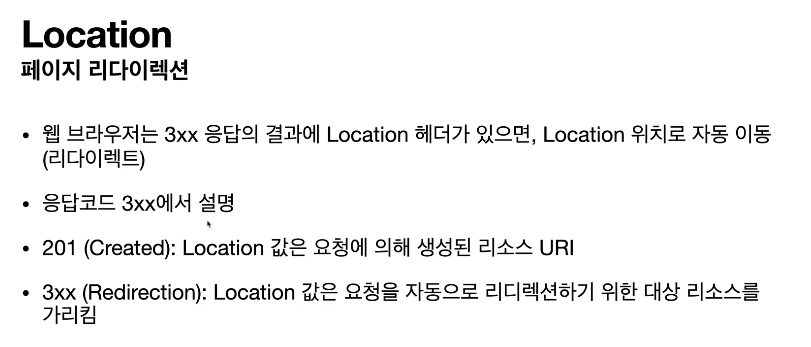 Location
페이지 리다이렉션
• 웹 브라우저는 3xx 응답의 결과에 Location 헤더가 있으면, Location 위치로 자동 이동
(리다이렉트)
• 응답코드 3xx에서 설명
• 201 (Created): Location 값은 요청에 의해 생성된 리소스 URI
• 3xx (Redirection): Location 값은 요청을 자동으로 리디렉션하기 위한 대상 리소스를
가리킴